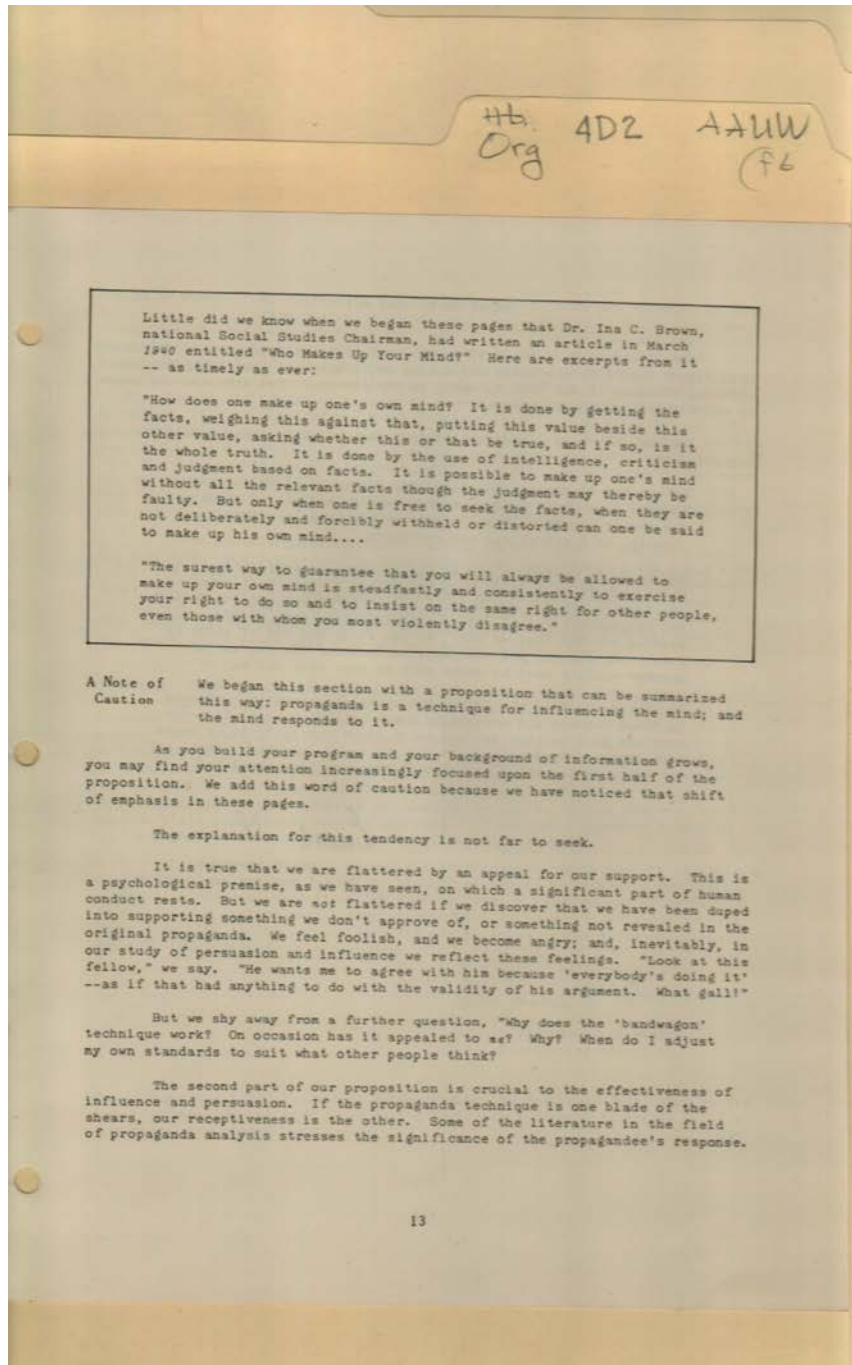 Hb. 4D2 AAUW
Org
Little did we know when we began these pages that Dr. Ina C. Brown,
national Social Studies Chairman, had written an article in March
1940 entitled "Who Makes Up Your Mind?" Here are excerpts from it
-- as timely as ever:
"How does one make up one's own mind? It is done by getting the
facts, weighing this against that, putting this value beside this
other value, asking whether this or that be true, and if so, is it
the whole truth. It is done by the use of intelligence, criticism
and judgment based on facts. It is possible to make up one's mind
without all the relevant facts though the judgment may thereby be
faulty. But only when one is free to seek the facts, when they are
not deliberately and forcibly withheld or distorted can one be said
to make up his own mind....
"The surest way to guarantee that you will always be allowed to
make up your own mind is steadfastly and consistently to exercise
your right to do so and to insist on the same right for other people,
even those with whom you most violently disagree."
A Note of We began this section with a proposition that can be summarized
Caution this way: propaganda is a technique for influencing the mind; and
the mind responds to it.
As you build your program and your background of information grows,
you may find your attention increasingly focused upon the first half of the
proposition. We add this word of caution because we have noticed that shift
of emphasis in these pages.
The explanation for this tendency is not far to seek.
It is true that we are flattered by an appeal for our support. This is
a psychological premise, as we have seen, on which a significant part of human
conduct rests. But we are not flattered if we discover that we have been duped
into supporting something we don't approve of, or something not revealed in the
original propaganda. We feel foolish, and we become angry; and, inevitably, in
our study of persuasion and influence we reflect these feelings. "Look at this
fellow," we say. "He wants me to agree with him because 'everybody's doing it'
--as if that had anything to do with the validity of his argument. What gall!"
But we shy away from a further question, "Why does the 'bandwagon'
technique work? On occasion has it appealed to me? Why? When do I adjust
my own standards to suit what other people think?
The second part of our proposition is crucial to the effectiveness of
influence and persuasion. If the propaganda technique is one blade of the
shears, our receptiveness is the other. Some of the literature in the field
of propaganda analysis stresses the significance of the propagandee's response.
13